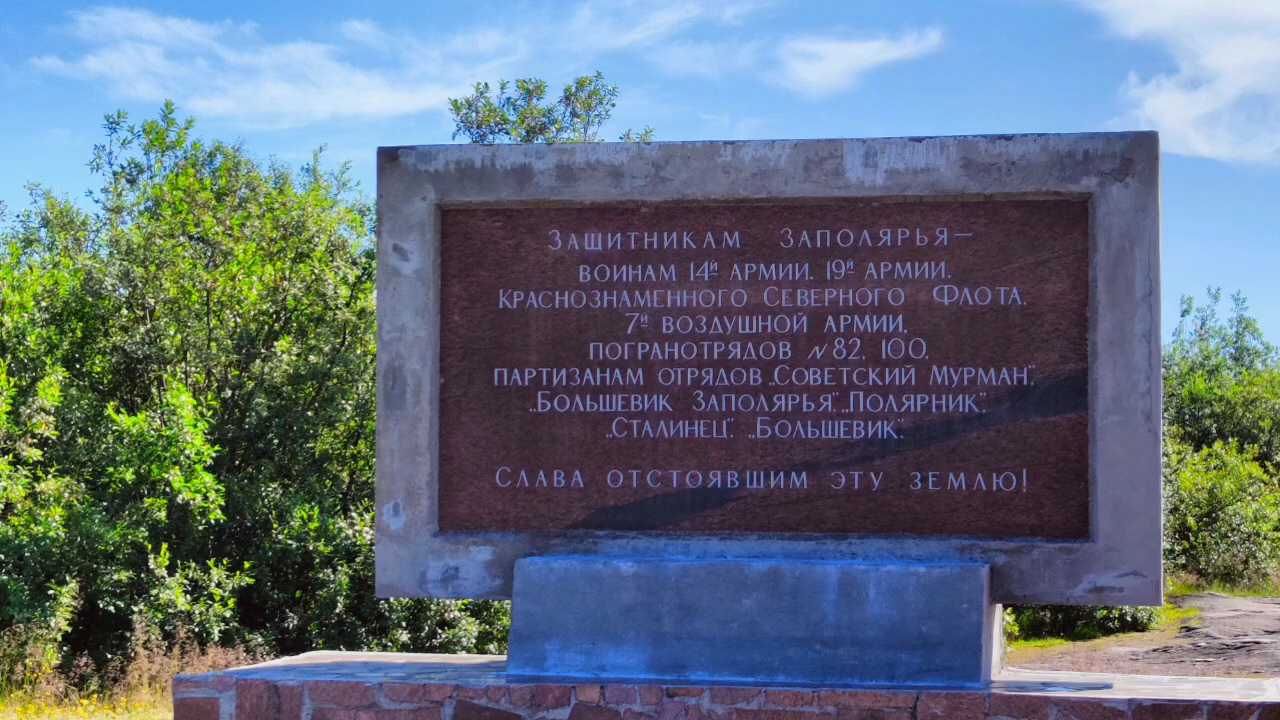 Защитникам Заполярья—
воинам 14й армии, 19й армии,
Краснознаменного Северного Флота,
7й воздушной армии,
погранотрядов №82, 100,
партизанам отрядов „Советский Мурман",
„Большевик Заполярья", „Полярник",
„Сталинец", „Большевик".
Слава отстоявшим эту землю!